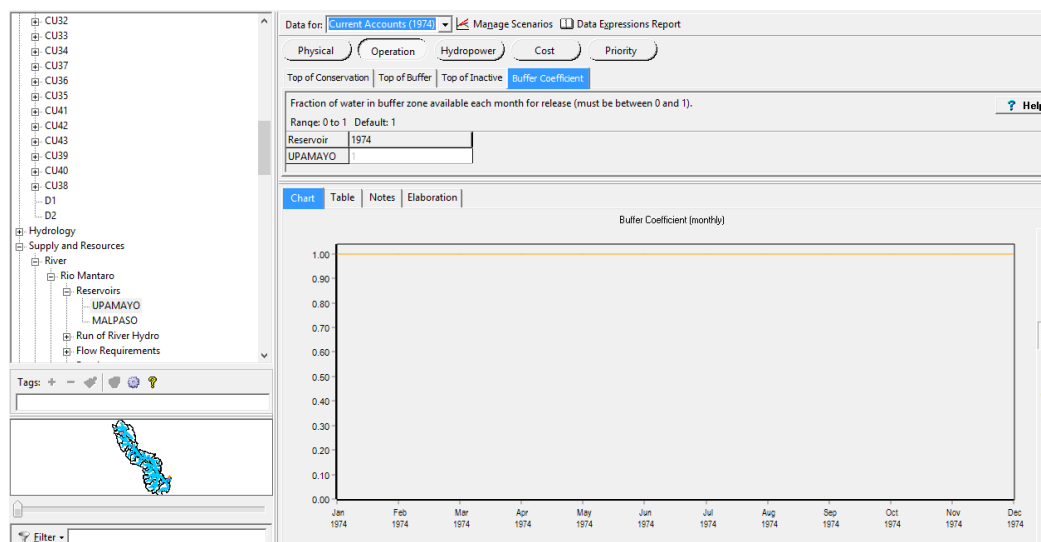 CU32
CU33
CU34
CU37
CU36
CU35
CU41
CU42
CU43
CU39
CU40
CU38
D1
D2
Hydrology
Supply and Resources
River
Rio Mantaro
Reservoirs
UPAMAYO
MALPASO
Run of River Hydro
Flow Requirements
Tags:
Filter
Data for: Current Accounts (1974) Manage Scenarios Data Expressions Report
Physical Operation Hydropower Cost Priority
Top of Conservation Top of Buffer Top of Inactive Buffer Coefficient
Fraction of water in buffer zone available each month for release (must be between 0 and 1).
? Help
Range: 0 to 1 Default: 1
Reservoir 1974
UPAMAYO 1
Chart Table Notes Elaboration
Buffer Coefficient (monthly)
1.00
0.90
0.80
0.70
0.60
0.50
0.40
0.30
0.20
0.10
0.00
Jan Feb Mar Apr May Jun Jul Aug Sep Oct Nov Dec
1974 1974 1974 1974 1974 1974 1974 1974 1974 1974 1974 1974